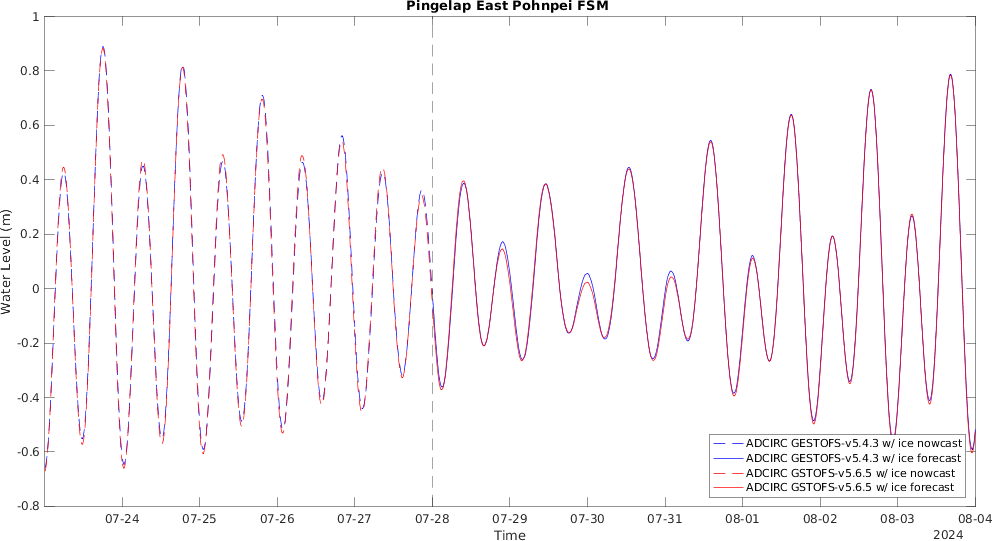 Pingelap East Pohnpei FSM
1
0.8
0.6
0.4
0.2
0
-0.2
-0.4
-0.6
-0.8
Water Level (m)
ADCIRC GESTOFS-v5.4.3 w/ ice nowcast
ADCIRC GESTOFS-v5.4.3 w/ ice forecast
ADCIRC GSTOFS-v5.6.5 w/ ice nowcast
ADCIRC GSTOFS-v5.6.5 w/ ice forecast
07-24 07-25 07-26 07-27 07-28 07-29 07-30 07-31 08-01 08-02 08-03 08-04
Time
2024